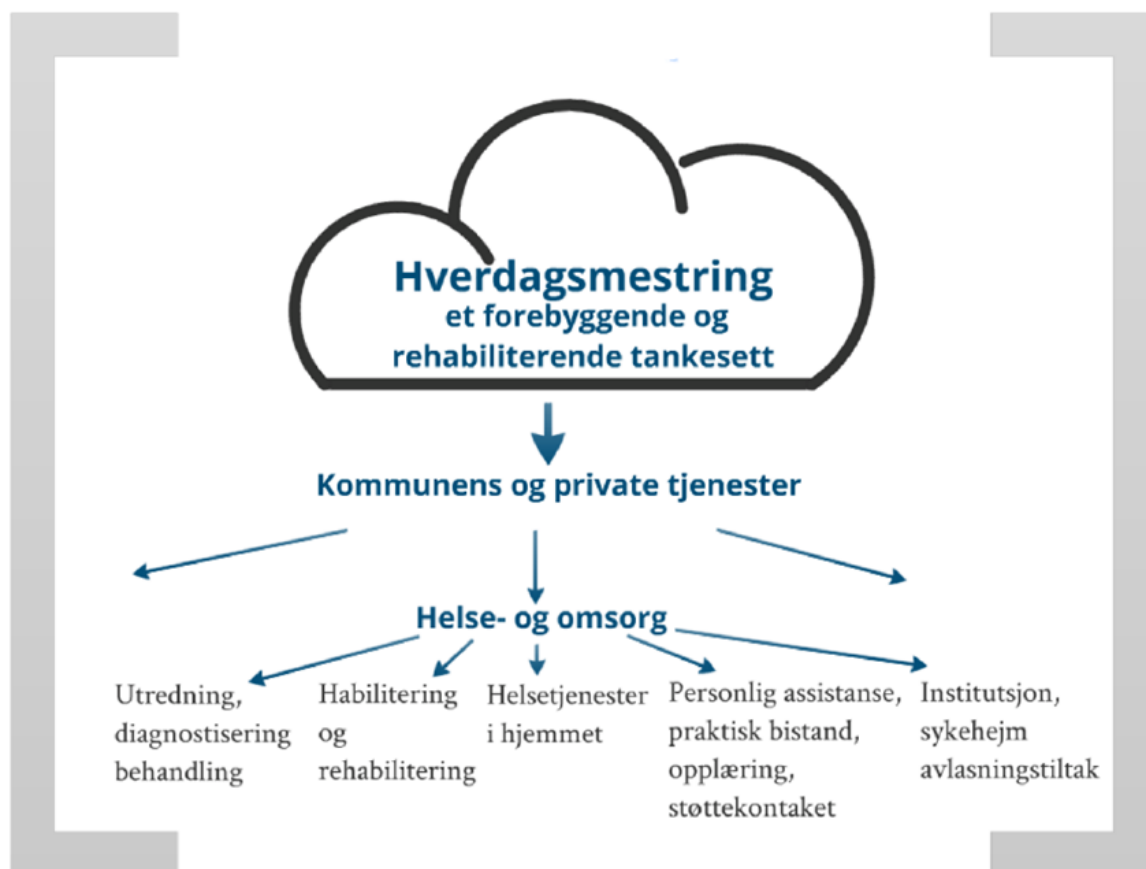 Hverdagsmestring
et forebyggende og
rehabiliterende tankesett
Kommunens og private tjenester
Helse- og omsorg
Utredning,
diagnostisering
behandling
Habilitering
og
rehabilitering
Helsetjenester
i hjemmet
Personlig assistanse,
praktisk bistand,
opplæring,
støttekontaket
Institutsjon,
sykehejm
avlasningstiltak